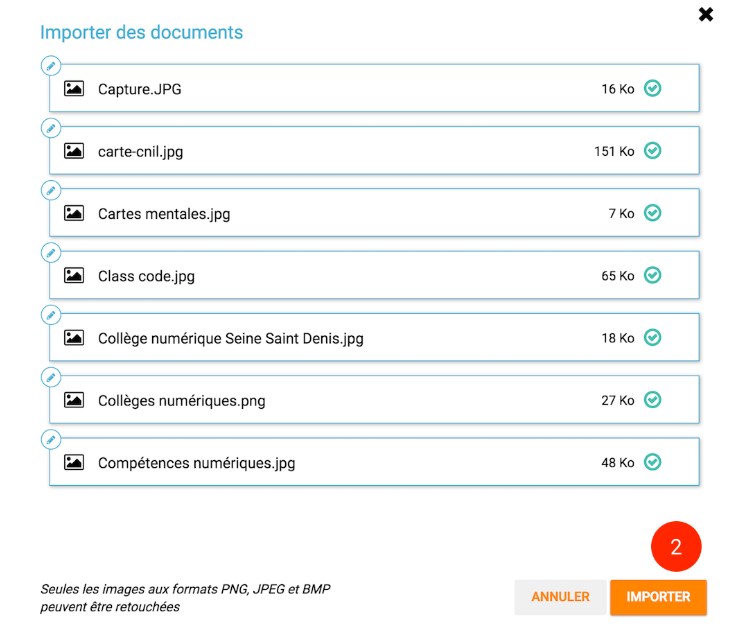 Importer des documents
Capture.JPG 16 Ko
carte-cnil.jpg 151 Ko
Cartes mentales.jpg 7 Ko
Class code.jpg 65 Ko
Collège numérique Seine Saint Denis.jpg 18 Ko
Collèges numériques.png 27 Ko
Compétences numériques.jpg 48 Ko
2
Seules les images aux formats PNG, JPEG et BMP
peuvent être retouchées
ANNULER IMPORTER